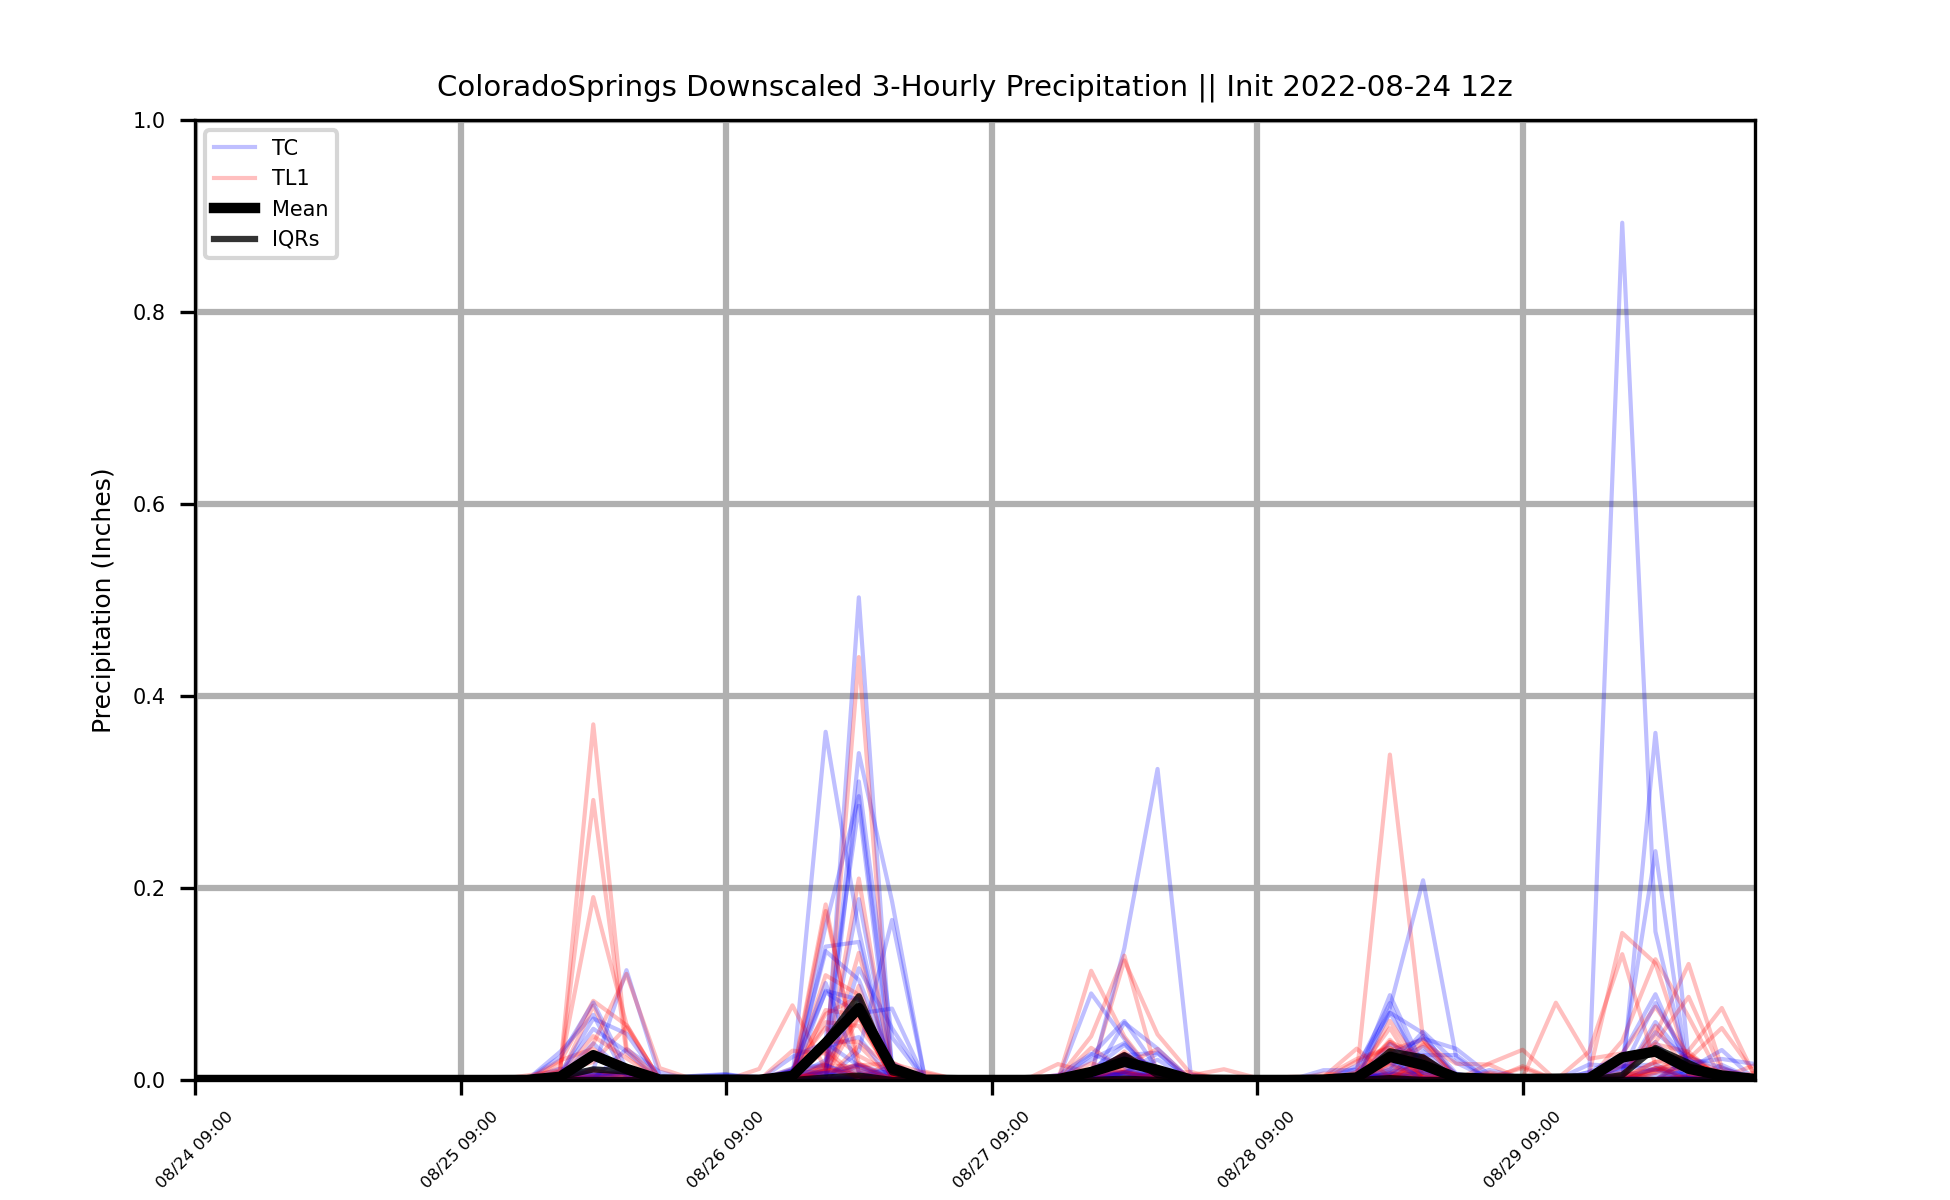 ColoradoSprings Downscaled 3-Hourly Precipitation || Init 2022-08-24 12z
TC
TL1
Mean
IQRs
Precipitation (Inches)
1.0
0.8
0.6
0.4
0.2
0.0
08/24 09:00
08/25 09:00
08/26 09:00
08/27 09:00
08/28 09:00
08/29 09:00